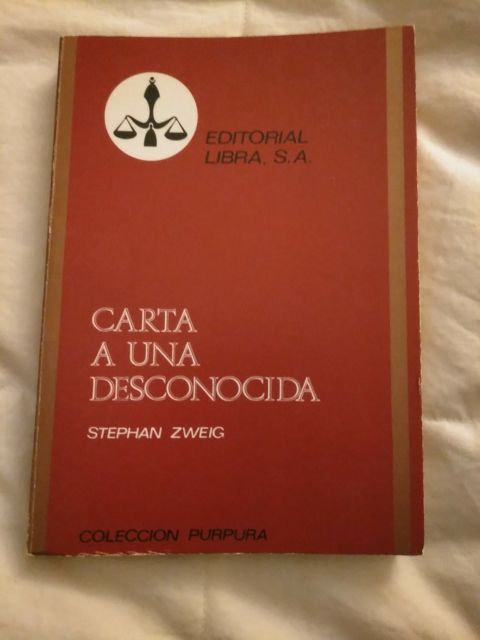 EDITORIAL
LIBRA, S.A.
CARTA
A UNA
DESCONOCIDA
STEPHAN ZWEIG
COLECCION PURPURA